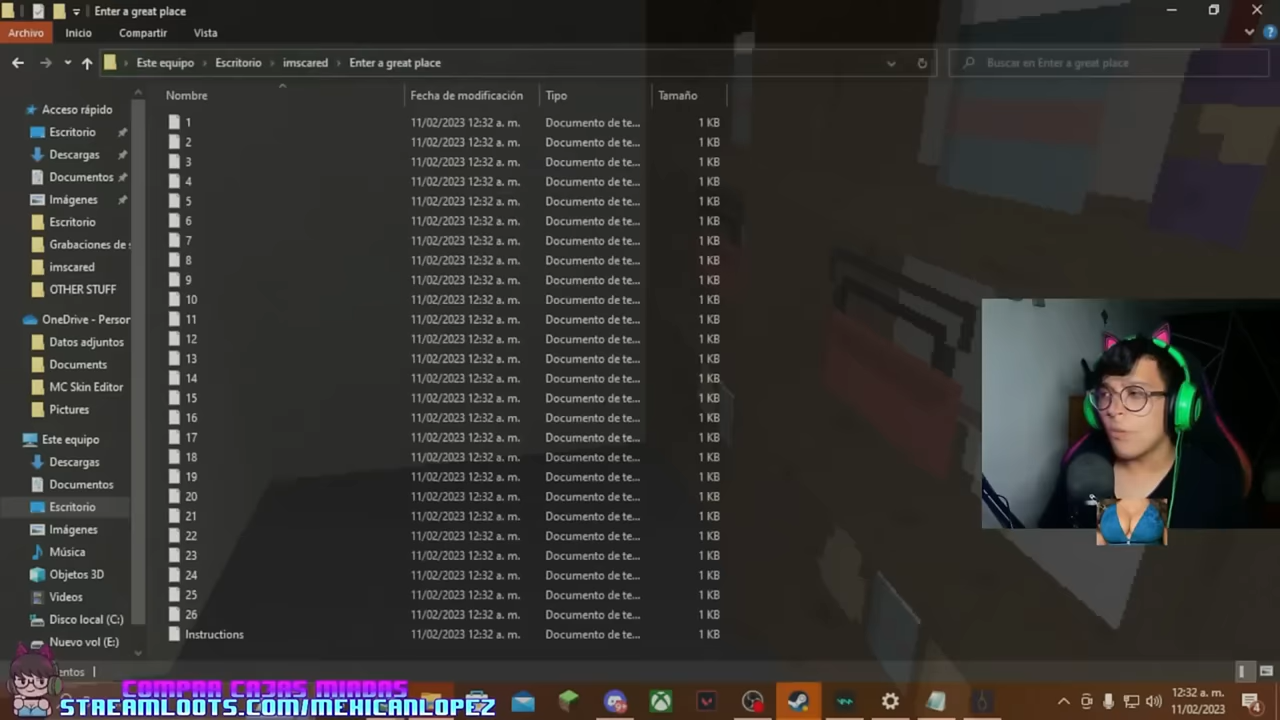 Enter a great place
Archivo Inicio Compartir Vista
Este equipo Escritorio imscared Enter a great place
Buscar en Enter a great place
Nombre Fecha de modificación Tipo Tamaño
1 11/02/2023 12:32 a. m. Documento de te... 1 KB
2 11/02/2023 12:32 a. m. Documento de te... 1 KB
3 11/02/2023 12:32 a. m. Documento de te... 1 KB
4 11/02/2023 12:32 a. m. Documento de te... 1 KB
5 11/02/2023 12:32 a. m. Documento de te... 1 KB
6 11/02/2023 12:32 a. m. Documento de te... 1 KB
7 11/02/2023 12:32 a. m. Documento de te... 1 KB
8 11/02/2023 12:32 a. m. Documento de te... 1 KB
9 11/02/2023 12:32 a. m. Documento de te... 1 KB
10 11/02/2023 12:32 a. m. Documento de te... 1 KB
11 11/02/2023 12:32 a. m. Documento de te... 1 KB
12 11/02/2023 12:32 a. m. Documento de te... 1 KB
13 11/02/2023 12:32 a. m. Documento de te... 1 KB
14 11/02/2023 12:32 a. m. Documento de te... 1 KB
15 11/02/2023 12:32 a. m. Documento de te... 1 KB
16 11/02/2023 12:32 a. m. Documento de te... 1 KB
17 11/02/2023 12:32 a. m. Documento de te... 1 KB
18 11/02/2023 12:32 a. m. Documento de te... 1 KB
19 11/02/2023 12:32 a. m. Documento de te... 1 KB
20 11/02/2023 12:32 a. m. Documento de te... 1 KB
21 11/02/2023 12:32 a. m. Documento de te... 1 KB
22 11/02/2023 12:32 a. m. Documento de te... 1 KB
23 11/02/2023 12:32 a. m. Documento de te... 1 KB
24 11/02/2023 12:32 a. m. Documento de te... 1 KB
25 11/02/2023 12:32 a. m. Documento de te... 1 KB
26 11/02/2023 12:32 a. m. Documento de te... 1 KB
Instructions 11/02/2023 12:32 a. m. Documento de te... 1 KB
Acceso rápido
Escritorio
Descargas
Documentos
Imágenes
Escritorio
Grabaciones de s
imscared
OTHER STUFF
OneDrive - Person
Datos adjuntos
Documents
MC Skin Editor
Pictures
Este equipo
Descargas
Documentos
Escritorio
Imágenes
Música
Objetos 3D
Videos
Disco local (C:)
Nuevo vol (E:)
entos
COMPRAR CAJAS MIADAS
STREAMLOOTS.COM/MEXICANLOPEZ
12:32 a. m.
11/02/2023
4